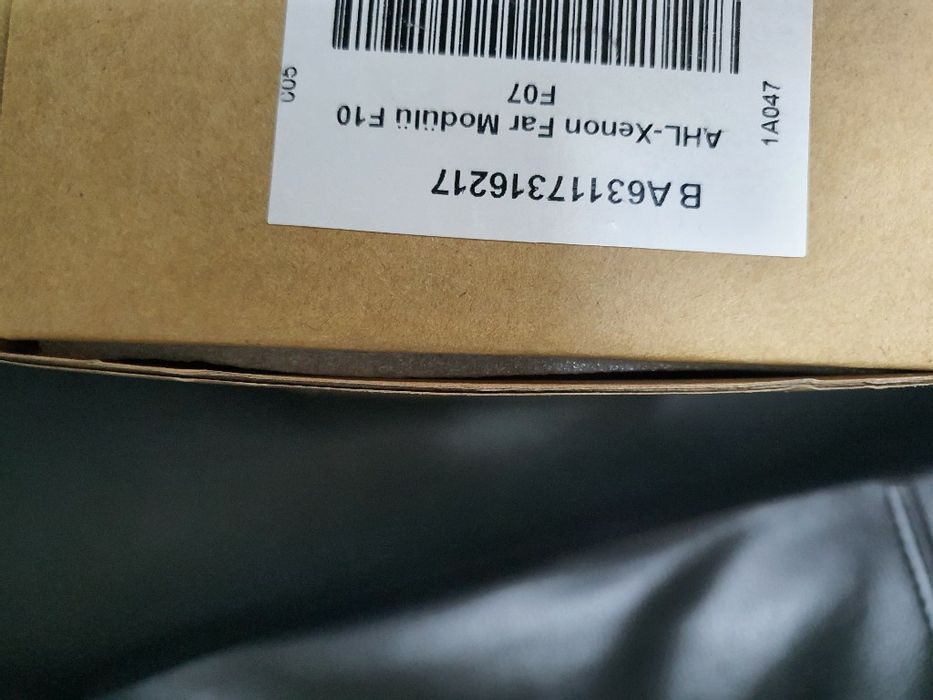 B A63117316217
AHL-Xenon Far Modülü F10
F07
1A047
005